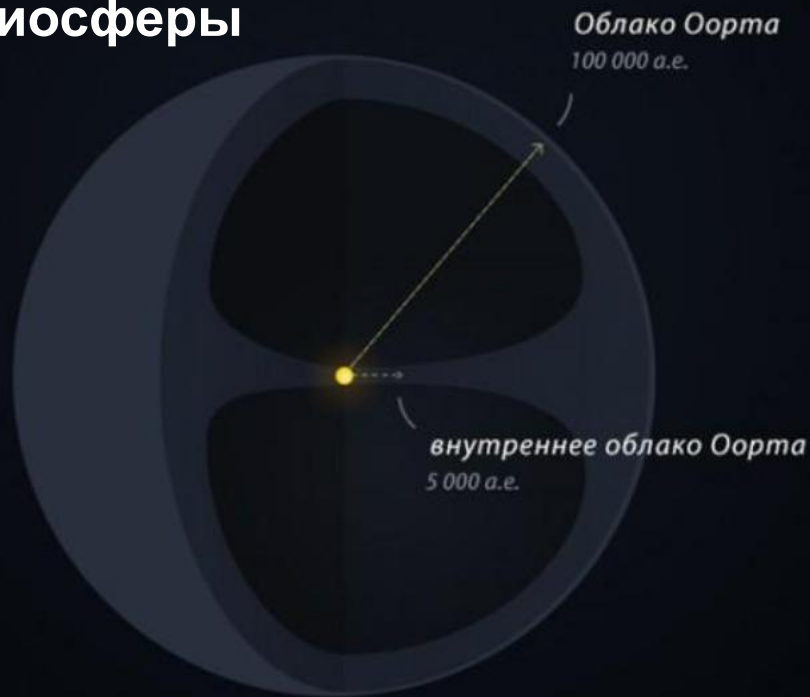 иосферы
Облако Оорта
100 000 а.е.
внутреннее облако Оорта
5 000 а.е.